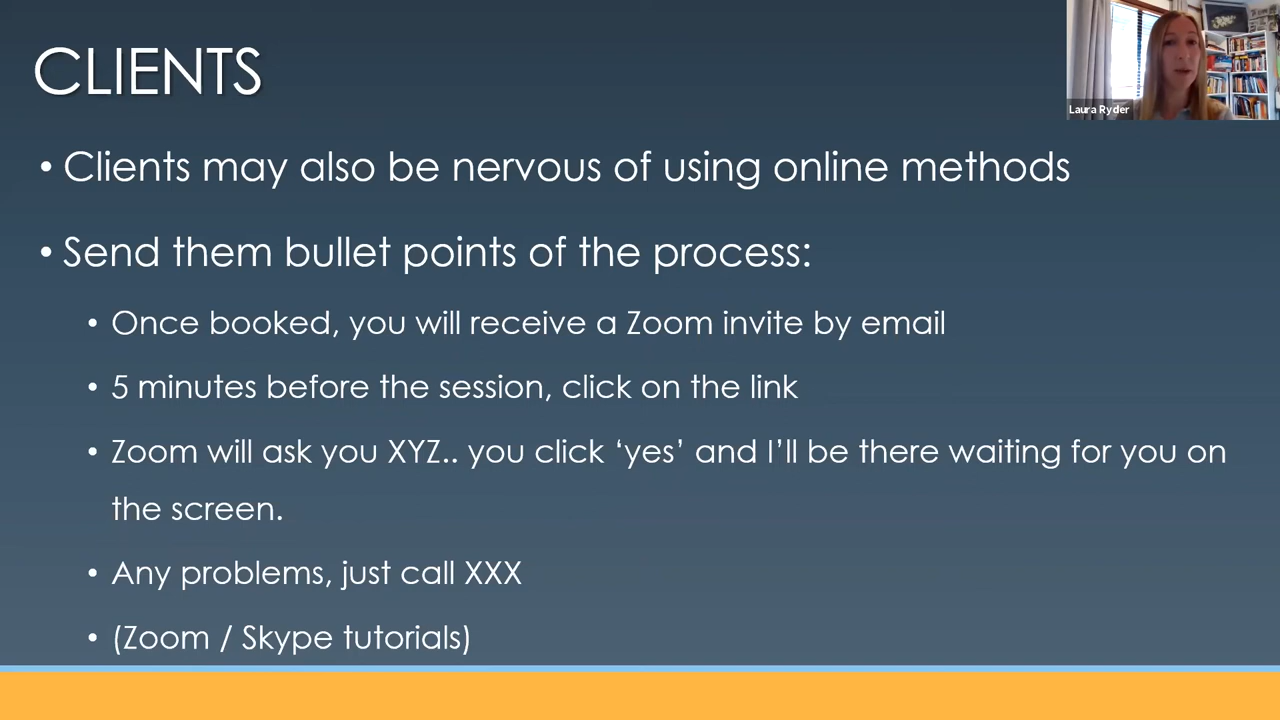 CLIENTS
Laura Ryder
• Clients may also be nervous of using online methods
• Send them bullet points of the process:
• Once booked, you will receive a Zoom invite by email
• 5 minutes before the session, click on the link
• Zoom will ask you XYZ.. you click ‘yes’ and I’ll be there waiting for you on
the screen.
• Any problems, just call XXX
• (Zoom / Skype tutorials)